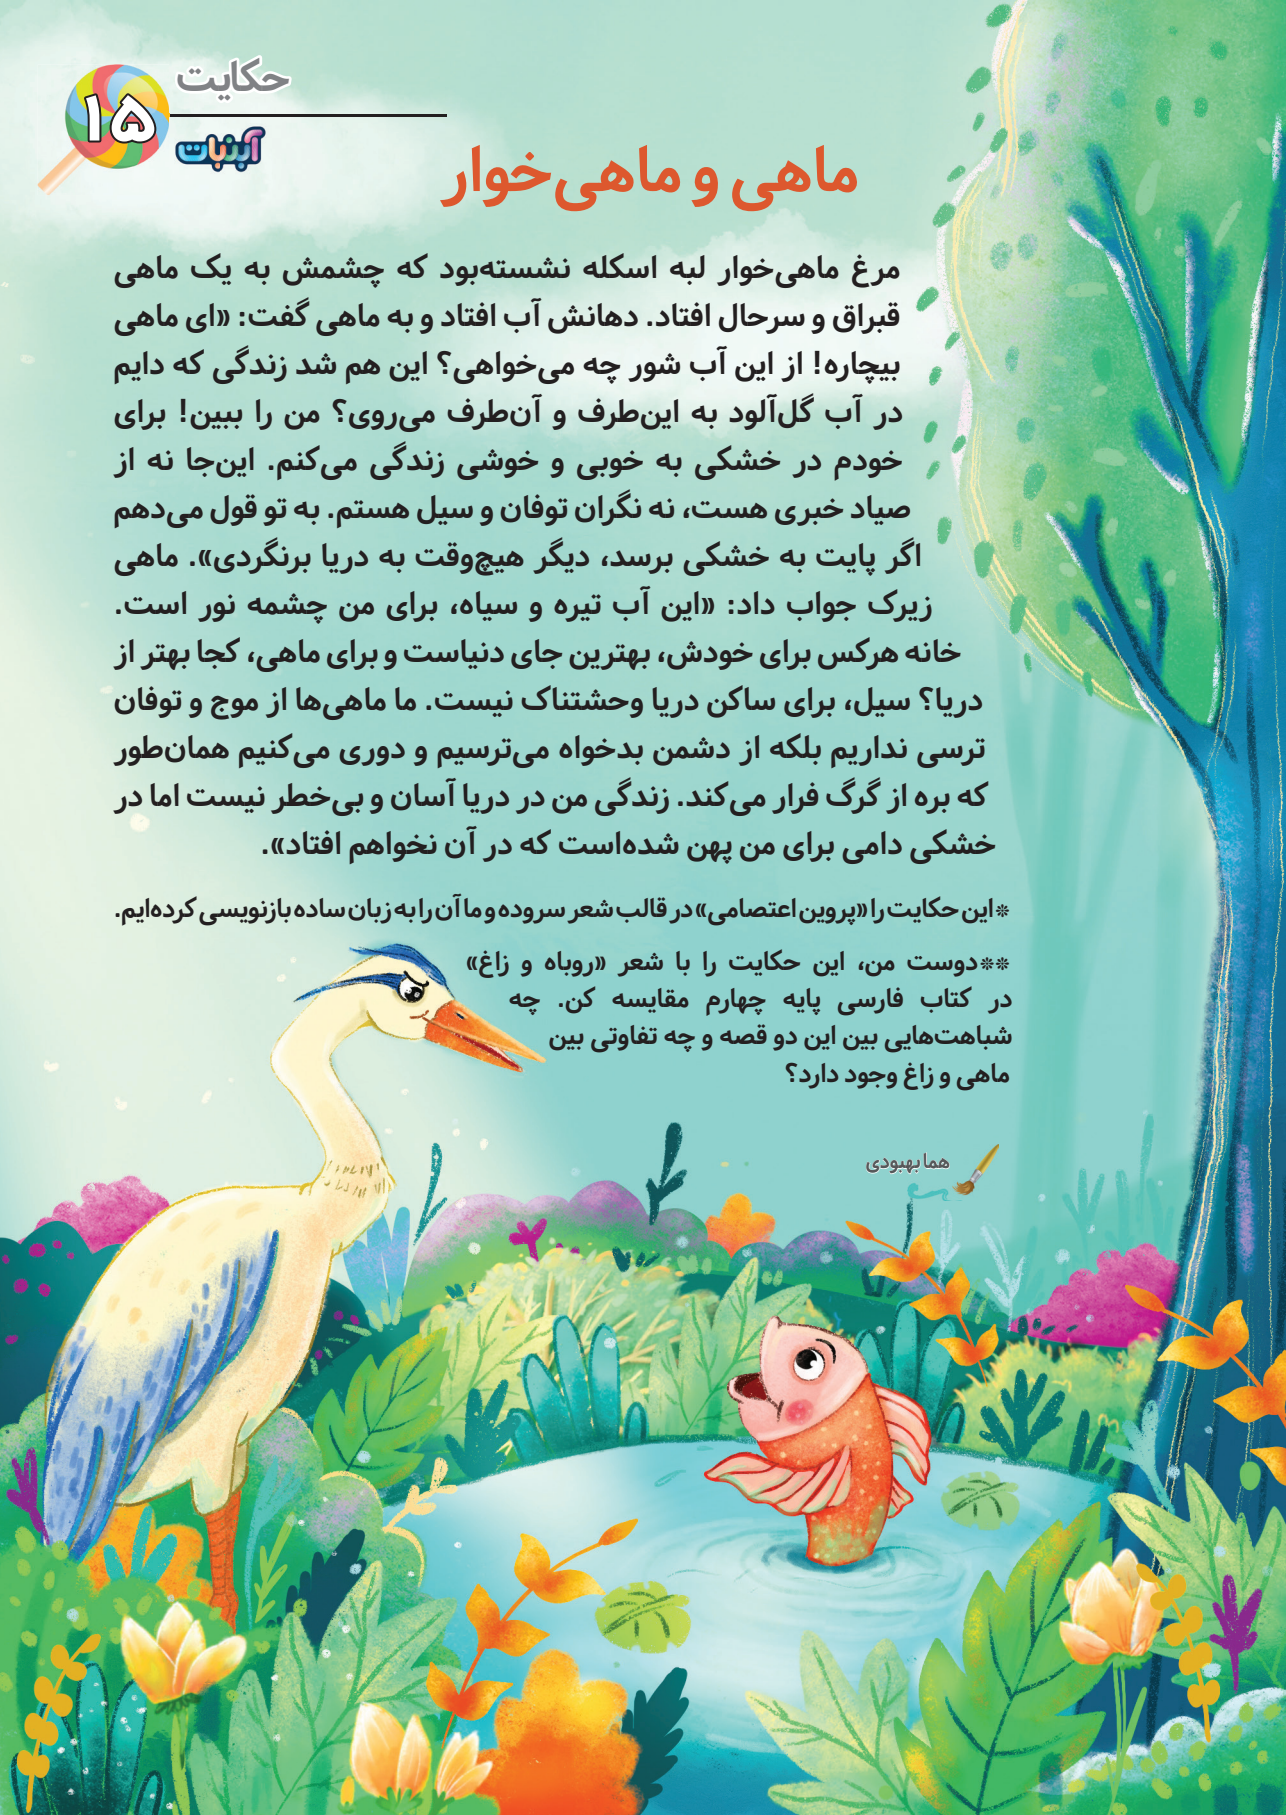 حکایت
۱۵
آبنبات
ماهی و ماهی‌خوار
مرغ ماهی‌خوار لبه اسکله نشسته‌بود که چشمش به یک ماهی
قبراق و سرحال افتاد. دهانش آب افتاد و به ماهی گفت: «ای ماهی
بیچاره! از این آب شور چه می‌خواهی؟ این هم شد زندگی که دایم
در آب گل‌آلود به این‌طرف و آن‌طرف می‌روی؟ من را ببین! برای
خودم در خشکی به خوبی و خوشی زندگی می‌کنم. این‌جا نه از
صیاد خبری هست، نه نگران توفان و سیل هستم. به تو قول می‌دهم
اگر پایت به خشکی برسد، دیگر هیچ‌وقت به دریا برنگردی». ماهی
زیرک جواب داد: «این آب تیره و سیاه، برای من چشمه نور است.
خانه هرکس برای خودش، بهترین جای دنیاست و برای ماهی، کجا بهتر از
دریا؟ سیل، برای ساکن دریا وحشتناک نیست. ما ماهی‌ها از موج و توفان
ترسی نداریم بلکه از دشمن بدخواه می‌ترسیم و دوری می‌کنیم همان‌طور
که بره از گرگ فرار می‌کند. زندگی من در دریا آسان و بی‌خطر نیست اما در
خشکی دامی برای من پهن شده‌است که در آن نخواهم افتاد».
*این حکایت را «پروین اعتصامی» در قالب شعر سروده و ما آن را به زبان ساده بازنویسی کرده‌ایم.
**دوست من، این حکایت را با شعر «روباه و زاغ»
در کتاب فارسی پایه چهارم مقایسه کن. چه
شباهت‌هایی بین این دو قصه و چه تفاوتی بین
ماهی و زاغ وجود دارد؟
هما بهبودی